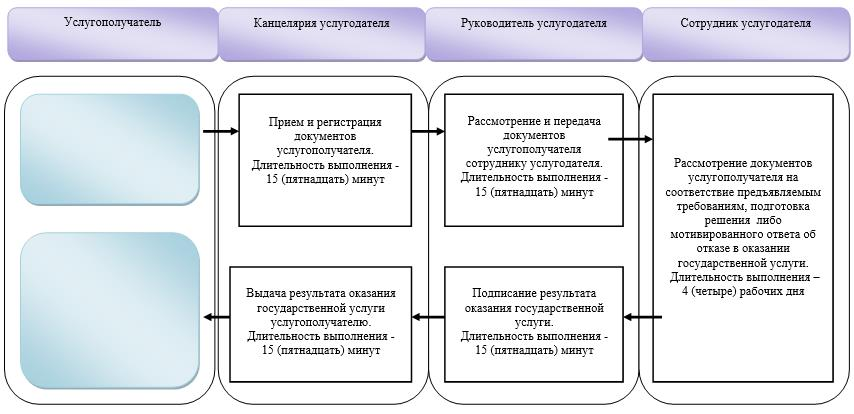 Услугополучатель
Канцелярия услугодателя
Руководитель услугодателя
Сотрудник услугодателя
Прием и регистрация
документов
услугополучателя.
Длительность выполнения -
15 (пятнадцать) минут
Рассмотрение и передача
документов
услугополучателя
сотруднику услугодателя.
Длительность выполнения -
15 (пятнадцать) минут
Рассмотрение документов
услугополучателя на
соответствие предъявляемым
требованиям, подготовка
решения либо
мотивированного ответа об
отказе в оказании
государственной услуги.
Длительность выполнения –
4 (четыре) рабочих дня
Выдача результата оказания
государственной услуги
услугополучателю.
Длительность выполнения -
15 (пятнадцать) минут
Подписание результата
оказания государственной
услуги.
Длительность выполнения -
15 (пятнадцать) минут